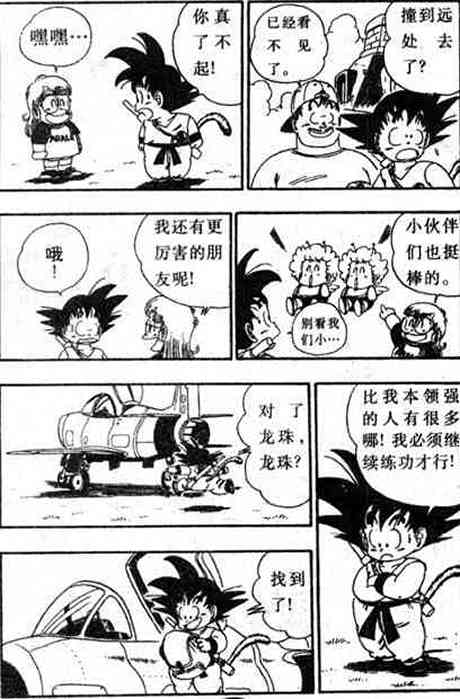 撞到远
处去
了?
已经看
不见
了。
你真
了不
起!
嘿嘿…
小伙伴
们也挺
棒的。
别看我
们小…
我还有更
厉害的朋
友呢!
哦
!
比我本领强
的人有很多
哪!我必须继
续练功才行!
对了
龙珠,
龙珠?
找到
了!